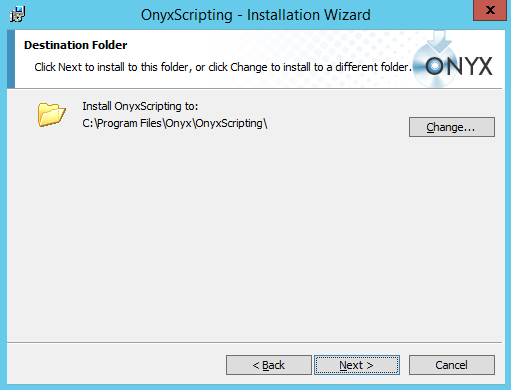 OnyxScripting - Installation Wizard
X
Destination Folder
Click Next to install to this folder, or click Change to install to a different folder.
ONYX
Install OnyxScripting to:
C:\Program Files\Onyx\OnyxScripting\
Change...
< Back
Next >
Cancel